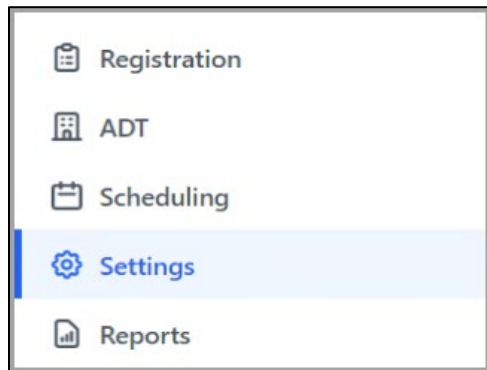 Registration
ADT
Scheduling
Settings
Reports